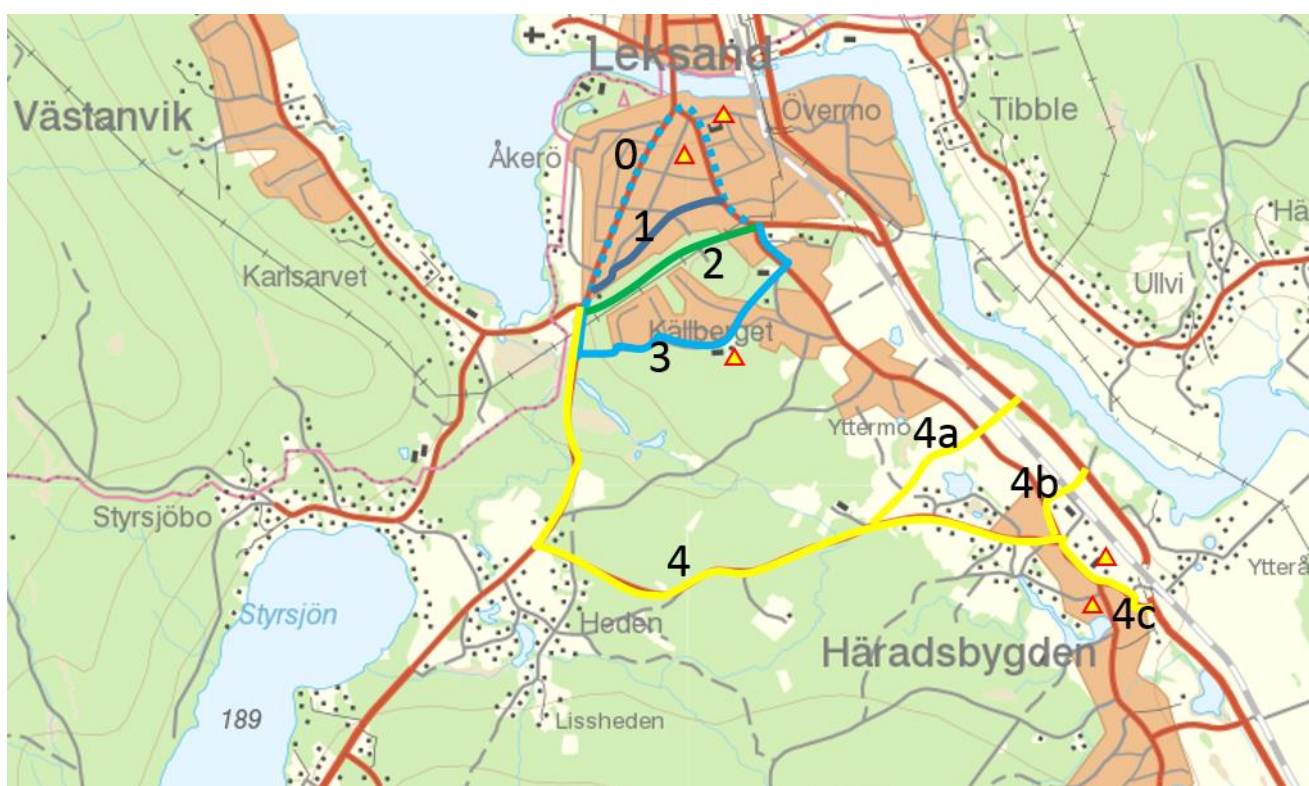 Leksand
Västanvik
Övermo
Tibble
Åkerö
0
Hä
1
Karlsarvet
2
Ullvi
Källberget
3
Yttermo
4a
4b
Styrsjöbo
4
Ytterå
Styrsjön
Heden
4c
Häradsbygden
189
Lissheden